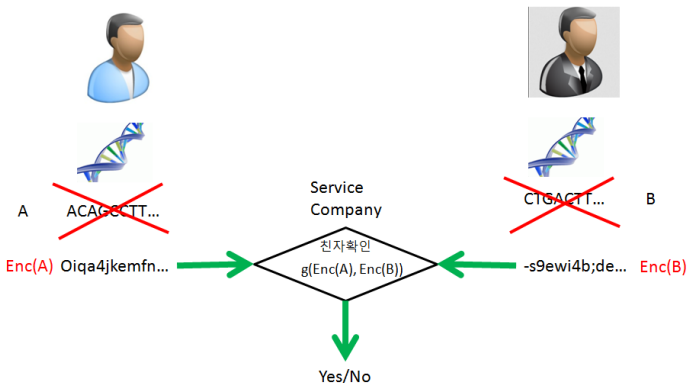 Service
Company
A
ACAGCCTT...
CTGACTT...
B
친자확인
g(Enc(A), Enc(B))
Enc(A)
Oiqa4jkemfn...
-s9ewi4b;de...
Enc(B)
Yes/No